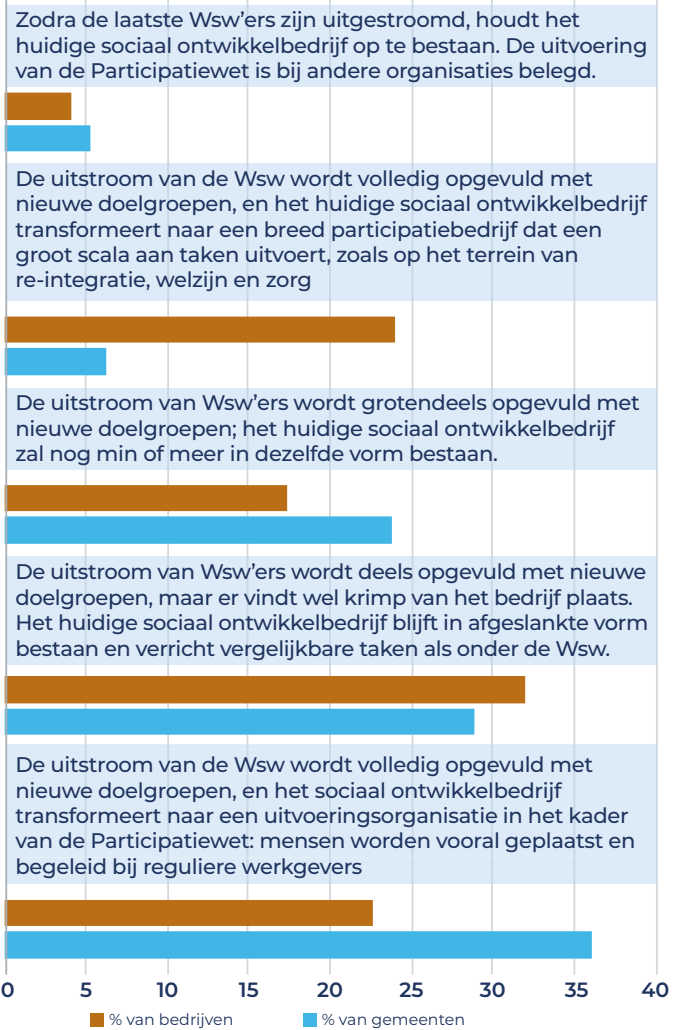 Zodra de laatste Wsw’ers zijn uitgestroomd, houdt het
huidige sociaal ontwikkelbedrijf op te bestaan. De uitvoering
van de Participatiewet is bij andere organisaties belegd.
De uitstroom van de Wsw wordt volledig opgevuld met
nieuwe doelgroepen, en het huidige sociaal ontwikkelbedrijf
transformeert naar een breed participatiebedrijf dat een
groot scala aan taken uitvoert, zoals op het terrein van
re-integratie, welzijn en zorg
De uitstroom van Wsw’ers wordt grotendeels opgevuld met
nieuwe doelgroepen; het huidige sociaal ontwikkelbedrijf
zal nog min of meer in dezelfde vorm bestaan.
De uitstroom van Wsw’ers wordt deels opgevuld met nieuwe
doelgroepen, maar er vindt wel krimp van het bedrijf plaats.
Het huidige sociaal ontwikkelbedrijf blijft in afgeslankte vorm
bestaan en verricht vergelijkbare taken als onder de Wsw.
De uitstroom van de Wsw wordt volledig opgevuld met
nieuwe doelgroepen, en het sociaal ontwikkelbedrijf
transformeert naar een uitvoeringsorganisatie in het kader
van de Participatiewet: mensen worden vooral geplaatst en
begeleid bij reguliere werkgevers
0 5 10 15 20 25 30 35 40
% van bedrijven % van gemeenten